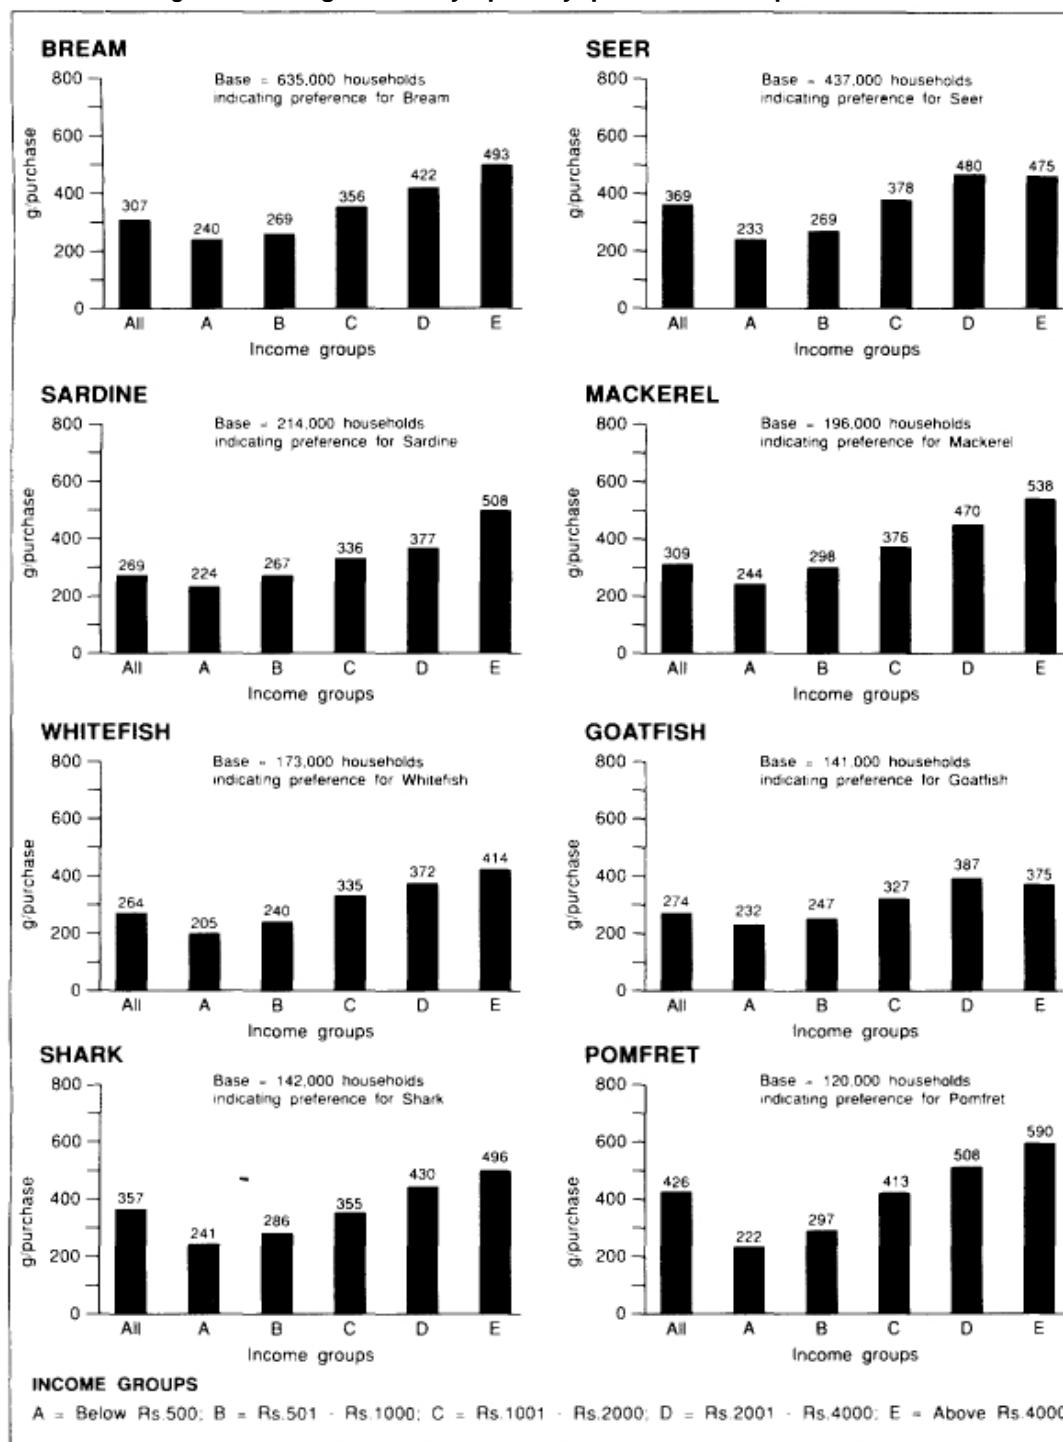 BREAM
Base = 635,000 households
indicating preference for Bream
g/purchase
800
600
400
200
0
307
240
269
356
422
493
All A B C D E
Income groups
SEER
Base = 437,000 households
indicating preference for Seer
g/purchase
800
600
400
200
0
369
233
269
378
480
475
All A B C D E
Income groups
SARDINE
Base = 214,000 households
indicating preference for Sardine
g/purchase
800
600
400
200
0
269
224
267
336
377
508
All A B C D E
Income groups
MACKEREL
Base = 196,000 households
indicating preference for Mackerel
g/purchase
800
600
400
200
0
309
244
298
376
470
538
All A B C D E
Income groups
WHITEFISH
Base = 173,000 households
indicating preference for Whitefish
g/purchase
800
600
400
200
0
264
205
240
335
372
414
All A B C D E
Income groups
GOATFISH
Base = 141,000 households
indicating preference for Goatfish
g/purchase
800
600
400
200
0
274
232
247
327
387
375
All A B C D E
Income groups
SHARK
Base = 142,000 households
indicating preference for Shark
g/purchase
800
600
400
200
0
357
241
286
355
430
496
All A B C D E
Income groups
POMFRET
Base = 120,000 households
indicating preference for Pomfret
g/purchase
800
600
400
200
0
426
222
297
413
508
590
All A B C D E
Income groups
INCOME GROUPS
A = Below Rs.500; B = Rs.501 - Rs.1000; C = Rs.1001 - Rs.2000; D = Rs.2001 - Rs.4000; E = Above Rs.4000